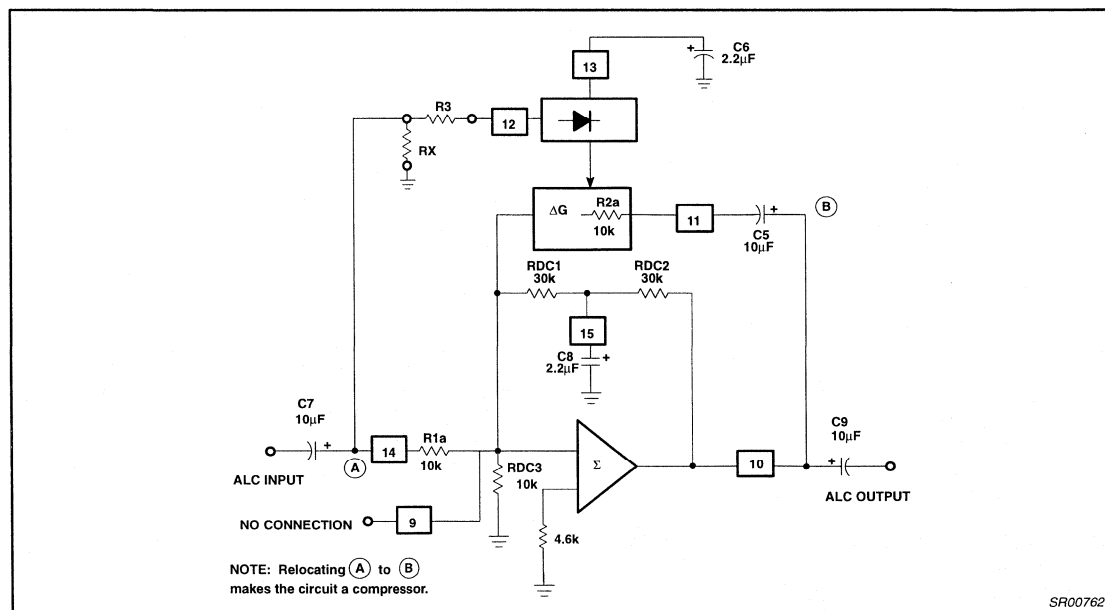 C6
2.2µF
13
R3
12
RX
ΔG
R2a
10k
11
B
C5
10µF
RDC1
30k
RDC2
30k
15
C8
2.2µF
+
C7
10µF
+
14
R1a
10k
A
ALC INPUT
RDC3
10k
Σ
10
C9
10µF
+
ALC OUTPUT
NO CONNECTION
9
4.6k
NOTE: Relocating A to B
makes the circuit a compressor.
SR00762